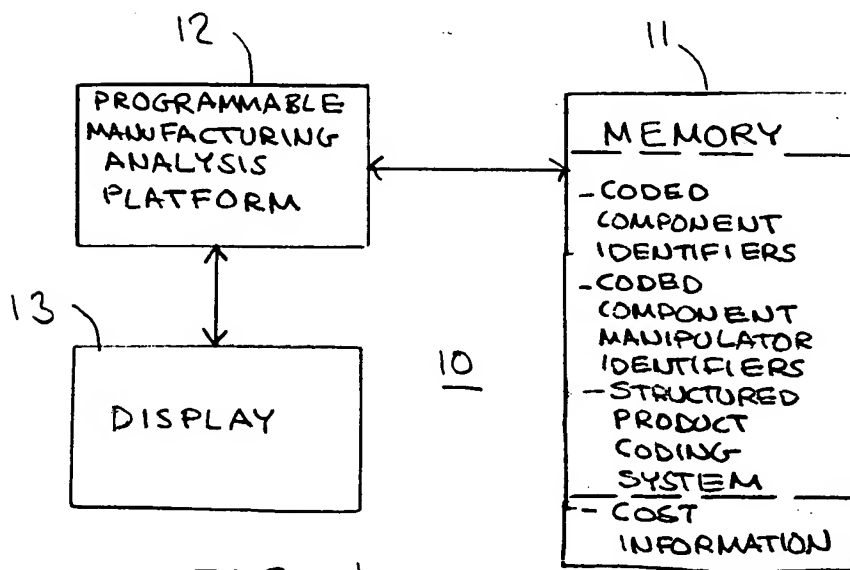 12
PROGRAMMABLE
MANUFACTURING
ANALYSIS
PLATFORM
11
MEMORY
- CODED
COMPONENT
IDENTIFIERS
- CODED
COMPONENT
MANIPULATOR
IDENTIFIERS
- STRUCTURED
PRODUCT
CODING
SYSTEM
- COST
INFORMATION
13
DISPLAY
10